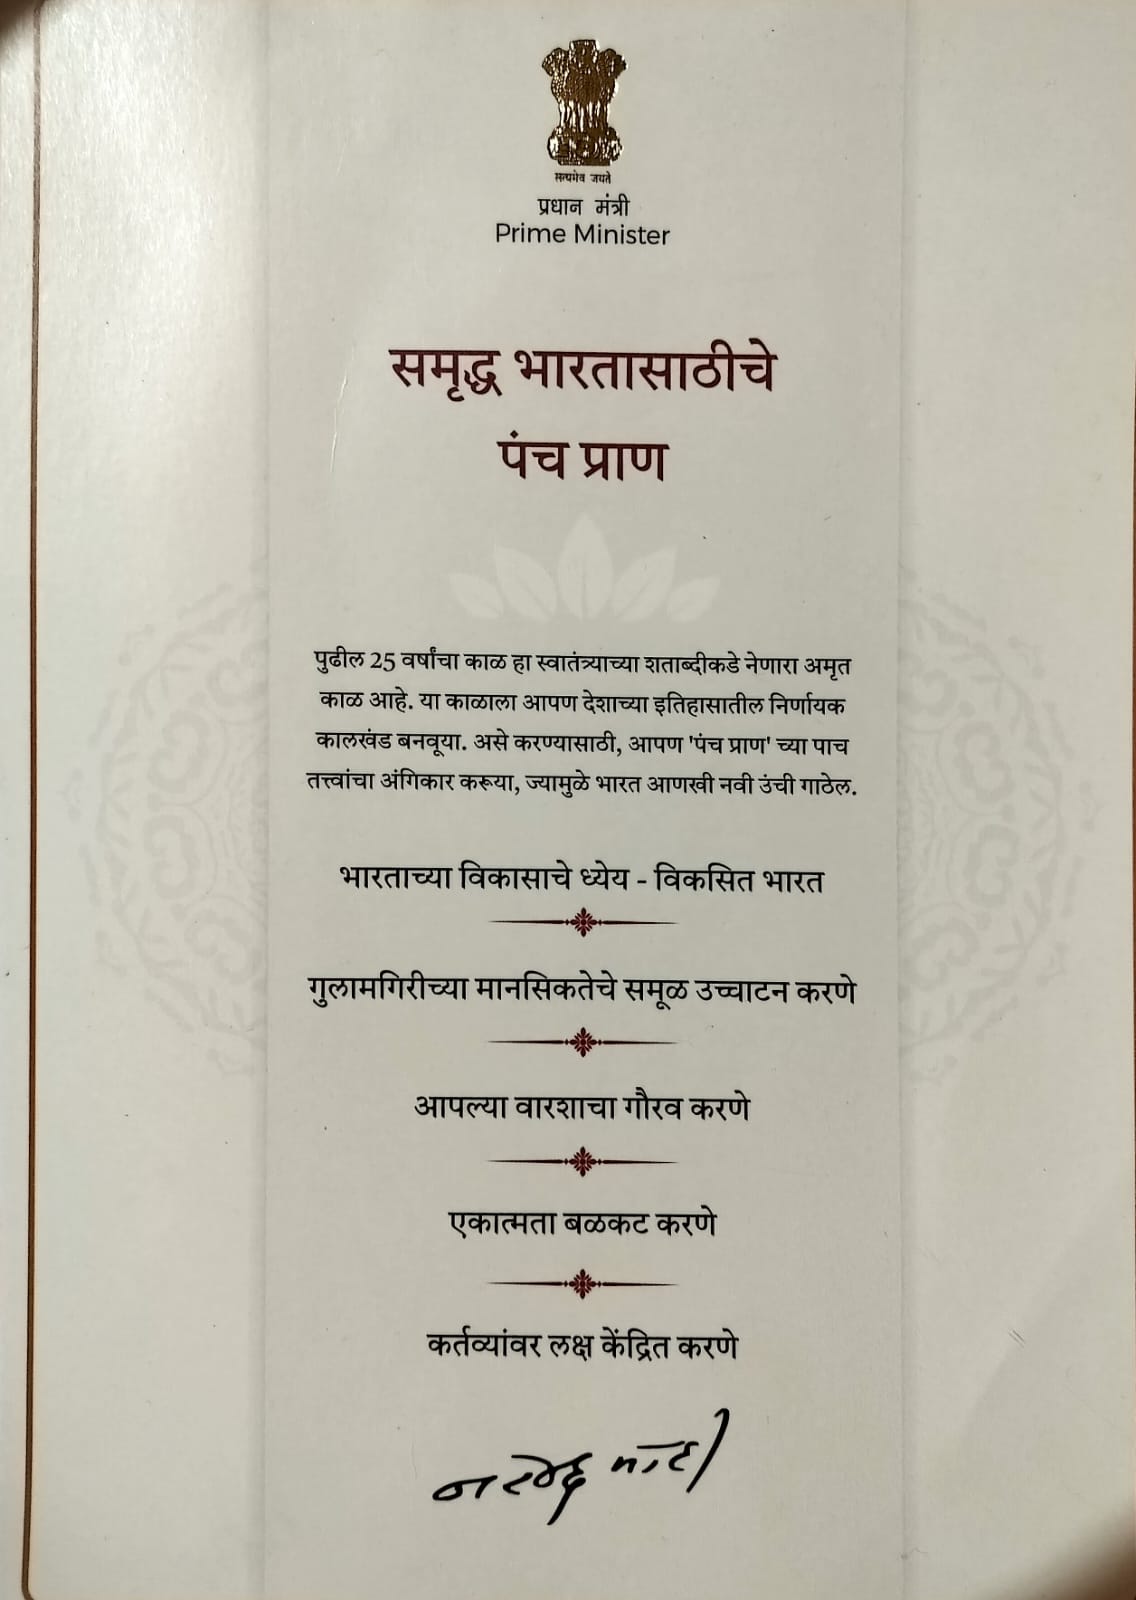 सत्यमेव जयते
प्रधान मंत्री
Prime Minister
समृद्ध भारतासाठीचे
पंच प्राण
पुढील 25 वर्षांचा काळ हा स्वातंत्र्याच्या शताब्दीकडे नेणारा अमृत
काळ आहे. या काळाला आपण देशाच्या इतिहासातील निर्णायक
कालखंड बनवूया. असे करण्यासाठी, आपण 'पंच प्राण' च्या पाच
तत्त्वांचा अंगिकार करूया, ज्यामुळे भारत आणखी नवी उंची गाठेल.
भारताच्या विकासाचे ध्येय - विकसित भारत
गुलामगिरीच्या मानसिकतेचे समूळ उच्चाटन करणे
आपल्या वारशाचा गौरव करणे
एकात्मता बळकट करणे
कर्तव्यांवर लक्ष केंद्रित करणे
नरेन्द्र मोदी